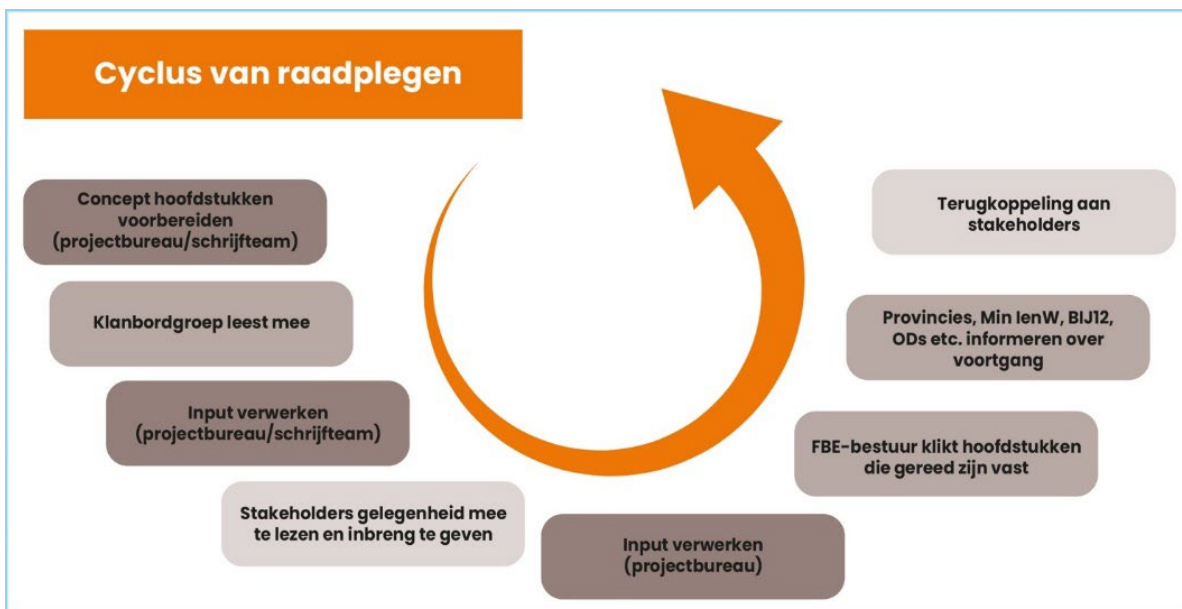 Cyclus van raadplegen
Concept hoofdstukken
voorbereiden
(projectbureau/schrijfteam)
Klanbordgroep leest mee
Input verwerken
(projectbureau/schrijfteam)
Stakeholders gelegenheid mee
te lezen en inbreng te geven
Input verwerken
(projectbureau)
FBE-bestuur klikt hoofdstukken
die gereed zijn vast
Provincies, Min IenW, BIJ12,
ODs etc. informeren over
voortgang
Terugkoppeling aan
stakeholders